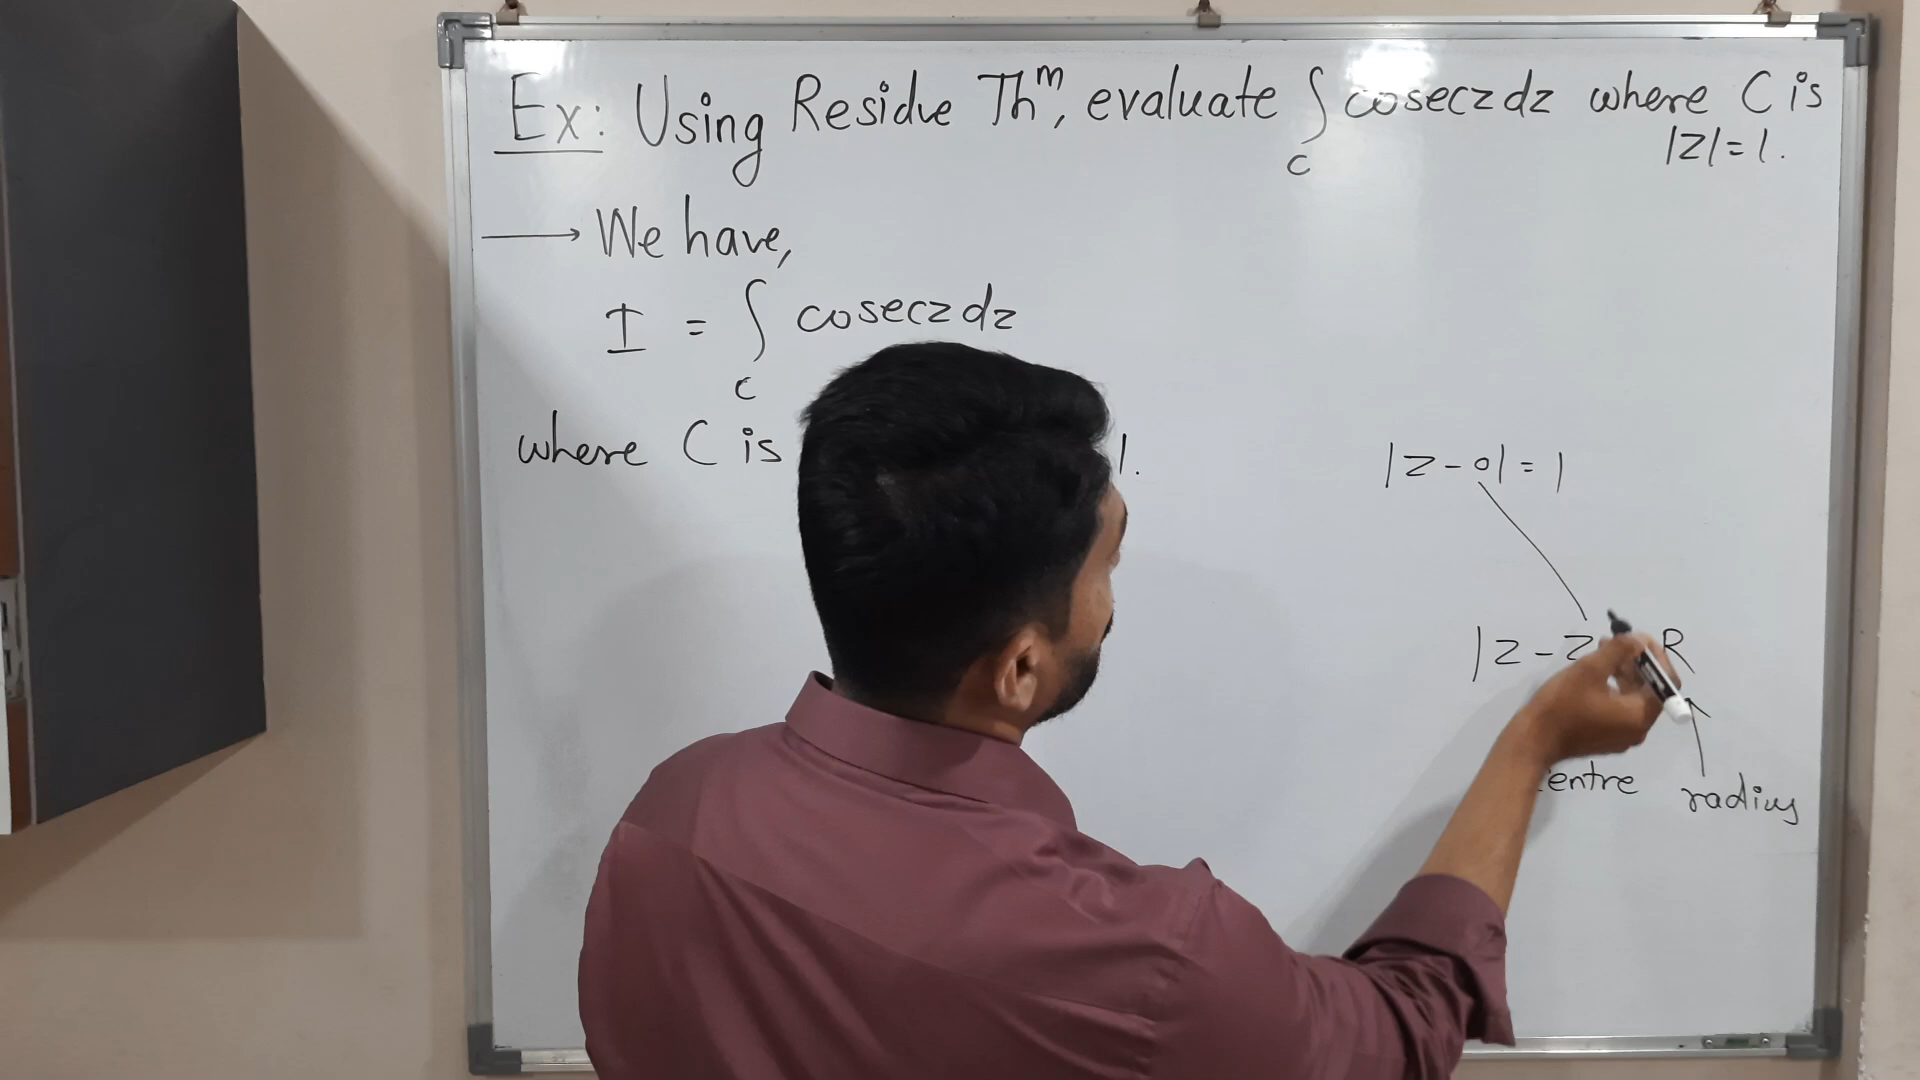 Ex: Using Residue Thᵐ, evaluate ∫ cosecz dz where C is
C
|z|=1.
→ We have,
I = ∫ cosecz dz
C
where C is
1.
|z-0|=1
|z-z R
entre radius